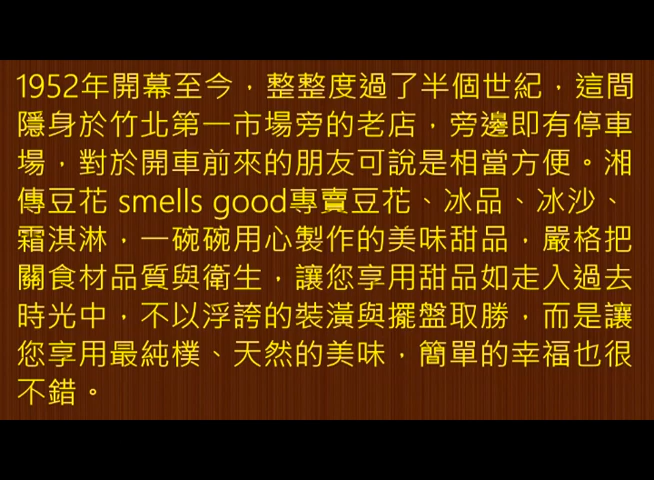 1952年開幕至今，整整度過了半個世紀，這間
隱身於竹北第一市場旁的老店，旁邊即有停車
場，對於開車前來的朋友可說是相當方便。湘
傳豆花 smells good專賣豆花、冰品、冰沙、
霜淇淋，一碗碗用心製作的美味甜品，嚴格把
關食材品質與衛生，讓您享用甜品如走入過去
時光中，不以浮誇的裝潢與擺盤取勝，而是讓
您享用最純樸、天然的美味，簡單的幸福也很
不錯。